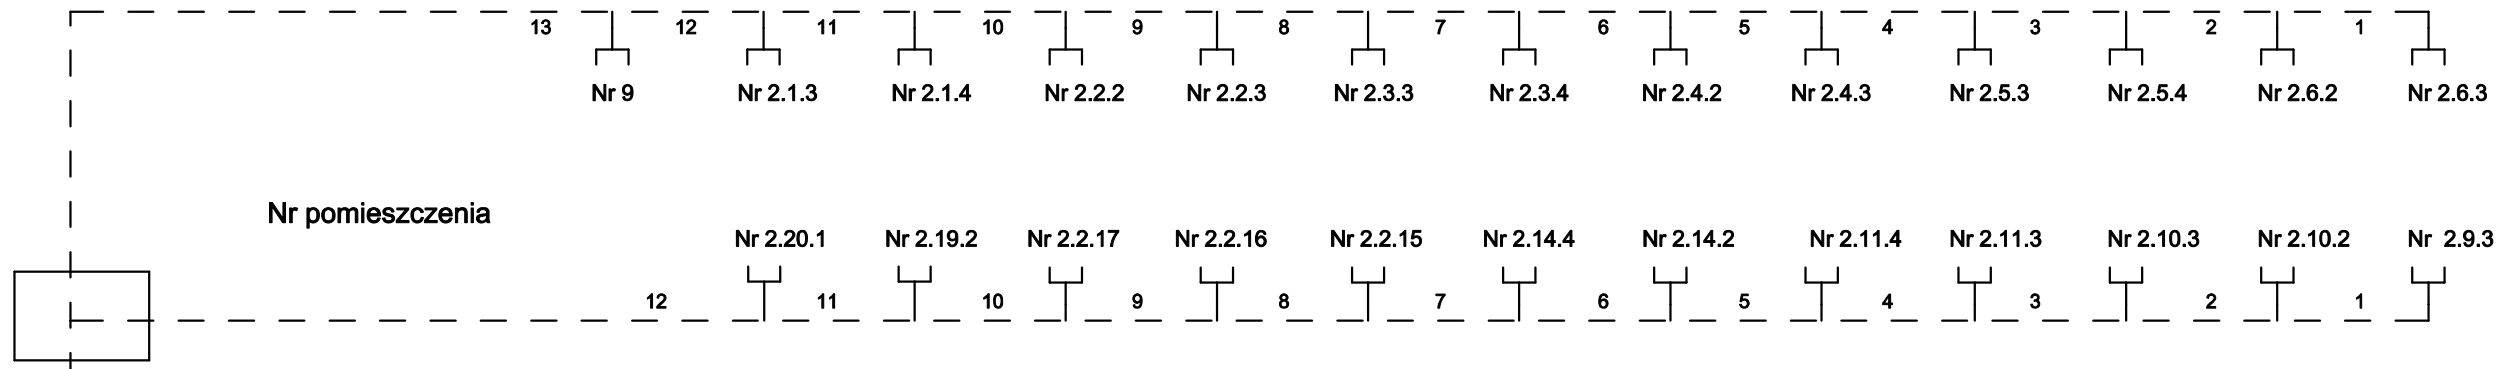 13 12 11 10 9 8 7 6 5 4 3 2 1
Nr 9 Nr 2.1.3 Nr 2.1.4 Nr 2.2.2 Nr 2.2.3 Nr 2.3.3 Nr 2.3.4 Nr 2.4.2 Nr 2.4.3 Nr 2.5.3 Nr 2.5.4 Nr 2.6.2 Nr 2.6.3
Nr pomieszczenia
Nr 2.20.1 Nr 2.19.2 Nr 2.2.17 Nr 2.2.16 Nr 2.2.15 Nr 2.14.4 Nr 2.14.2 Nr 2.11.4 Nr 2.11.3 Nr 2.10.3 Nr 2.10.2 Nr 2.9.3
12 11 10 9 8 7 6 5 4 3 2 1